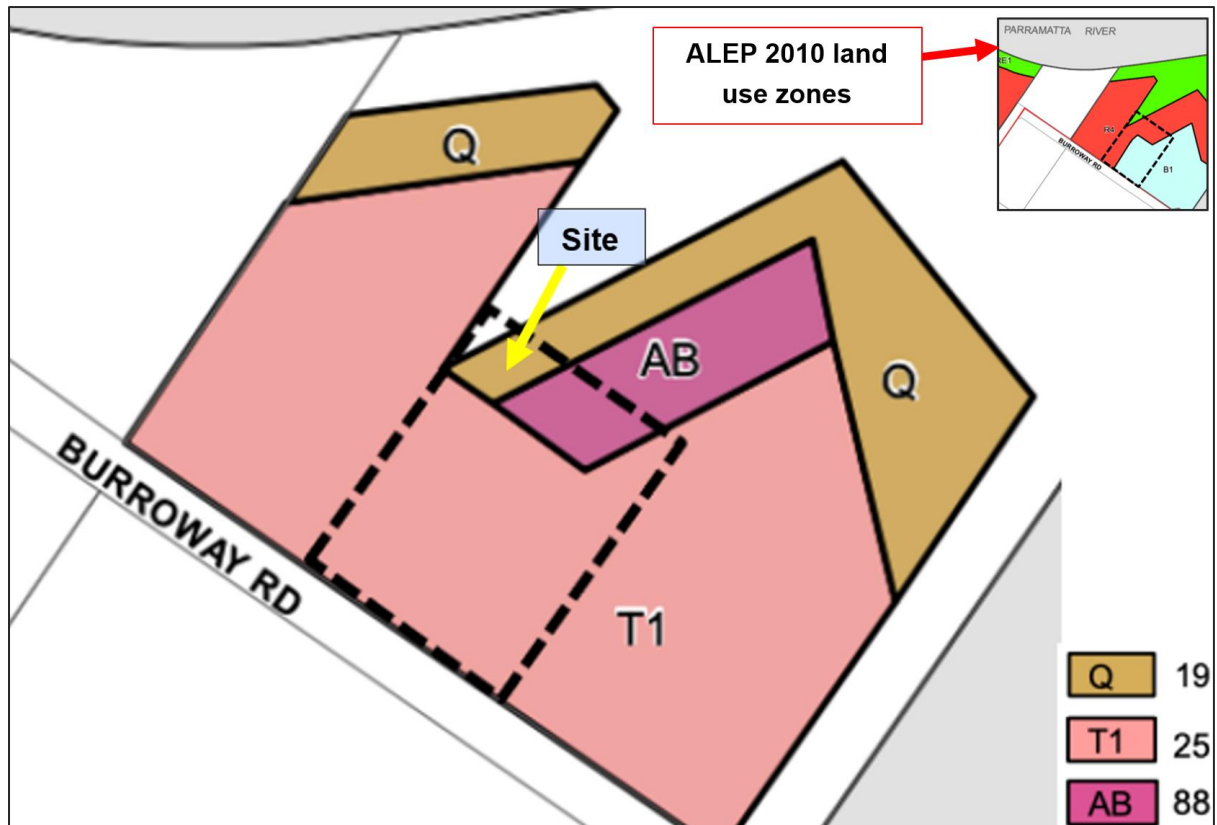 PARRAMATTA RIVER
ALEP 2010 land
use zones
RE1
R4
B1
BURROWAY RD
Q
Site
AB
Q
T1
BURROWAY RD
Q 19
T1 25
AB 88